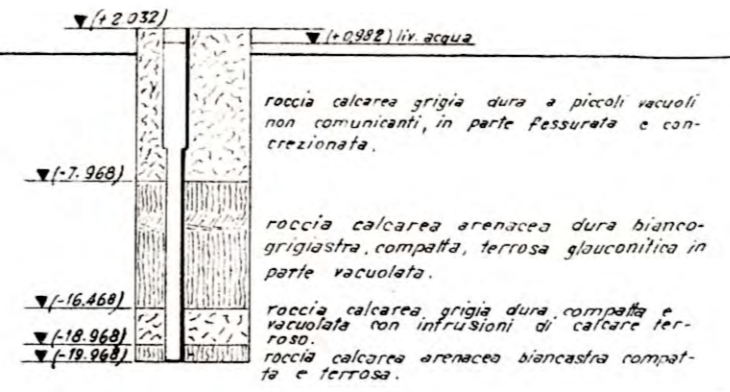 (+2.032)
(+0.982) liv. acqua
roccia calcarea grigia dura a piccoli vacuoli
non comunicanti, in parte fessurata e con-
crezionata.
(-7.968)
roccia calcarea arenacea dura bianco-
grigiastra, compatta, terrosa glauconitica in
parte vacuolata.
(-16.468)
roccia calcarea grigia dura compatta e
vacuolata con intrusioni di calcare ter-
roso.
(-18.968)
(-19.968)
roccia calcarea arenacea biancastra compat-
ta e terrosa.